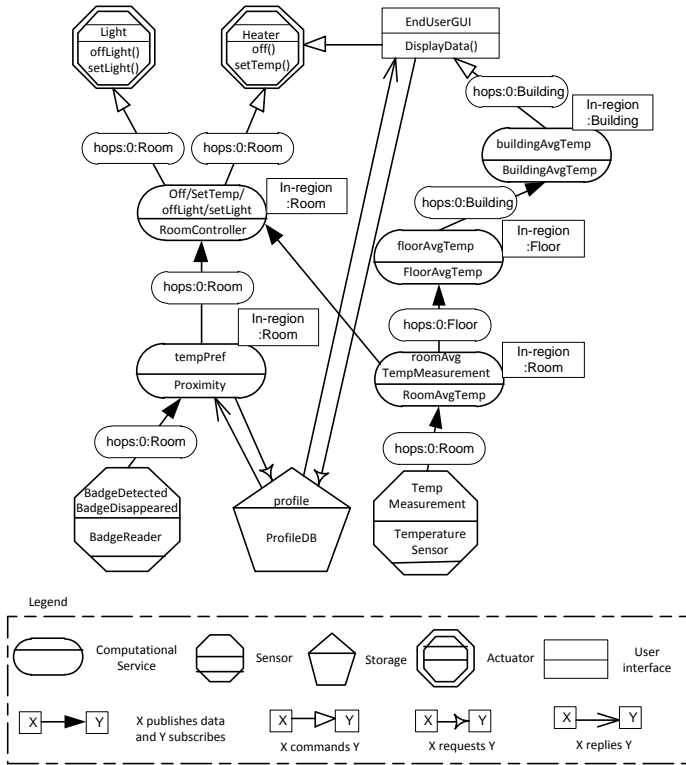 Light
offLight()
setLight()
Heater
off()
setTemp()
EndUserGUI
DisplayData()
hops:0:Building
In-region
:Building
hops:0:Room
hops:0:Room
buildingAvgTemp
BuildingAvgTemp
Off/SetTemp/
offLight/setLight
RoomController
In-region
:Room
hops:0:Building
floorAvgTemp
FloorAvgTemp
In-region
:Floor
hops:0:Room
hops:0:Floor
In-region
:Room
tempPref
Proximity
roomAvg
TempMeasurement
RoomAvgTemp
In-region
:Room
hops:0:Room
hops:0:Room
BadgeDetected
BadgeDisappeared
BadgeReader
profile
ProfileDB
Temp
Measurement
Temperature
Sensor
Legend
Computational
Service
Sensor
Storage
Actuator
User
interface
X
Y
X publishes data
and Y subscribes
X
Y
X commands Y
X
Y
X requests Y
X
Y
X replies Y